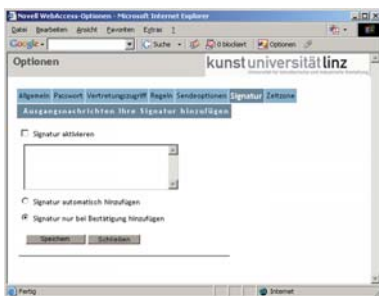 Novell WebAccess-Optionen - Microsoft Internet Explorer
Datei Bearbeiten Ansicht Favoriten Extras ?
Google - Suche 0 blockiert Optionen
Optionen
kunstuniversitätlinz
Allgemein Passwort Vertretungszugriff Regeln Sendeoptionen Signatur Zeitzone
Ausgangsnachrichten Ihre Signatur hinzufügen
Signatur aktivieren
Signatur automatisch hinzufügen
Signatur nur bei Bestätigung hinzufügen
Speichern Schließen
Fertig Internet